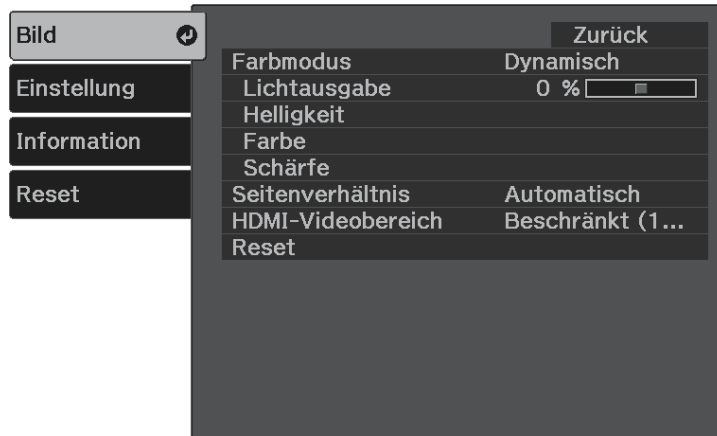 Bild
Einstellung
Information
Reset
Zurück
Farbmodus Dynamisch
Lichtausgabe 0 %
Helligkeit
Farbe
Schärfe
Seitenverhältnis Automatisch
HDMI-Videobereich Beschränkt (1...
Reset